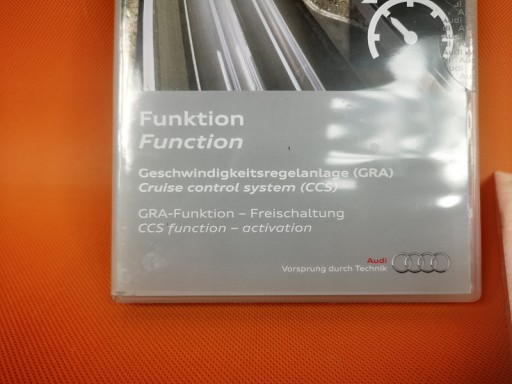 Funktion
Function
Geschwindigkeitsregelanlage (GRA)
Cruise control system (CCS)
GRA-Funktion – Freischaltung
CCS function – activation
Audi
Vorsprung durch Technik